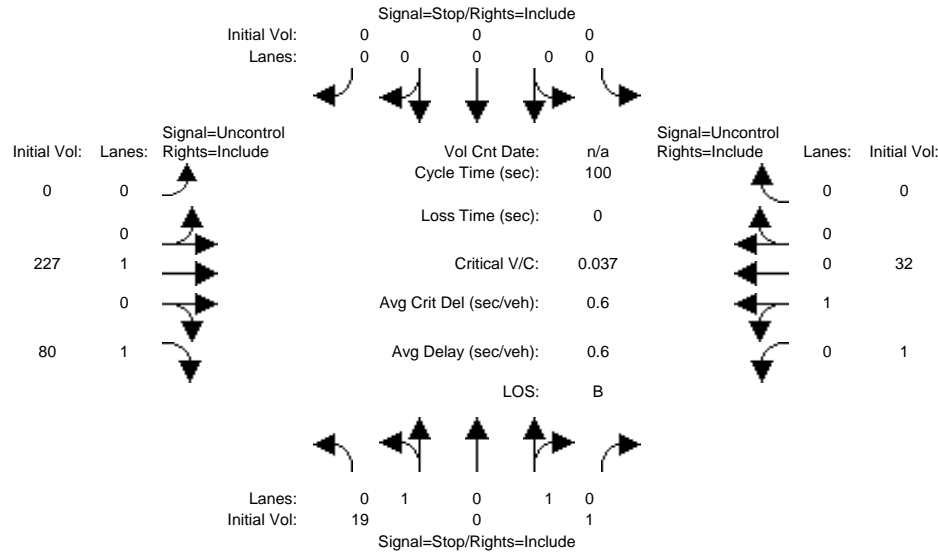 Signal=Stop/Rights=Include
Initial Vol: 0 0 0
Lanes: 0 0 0 0 0
Signal=Uncontrol
Initial Vol: Lanes: Rights=Include
Vol Cnt Date: n/a
Signal=Uncontrol
Rights=Include Lanes: Initial Vol:
Cycle Time (sec): 100
0 0
0 0
Loss Time (sec): 0
0
0
227 1
Critical V/C: 0.037
0 32
0
Avg Crit Del (sec/veh): 0.6
1
80 1
Avg Delay (sec/veh): 0.6
0 1
LOS: B
Lanes: 0 1 0 1 0
Initial Vol: 19 0 1
Signal=Stop/Rights=Include